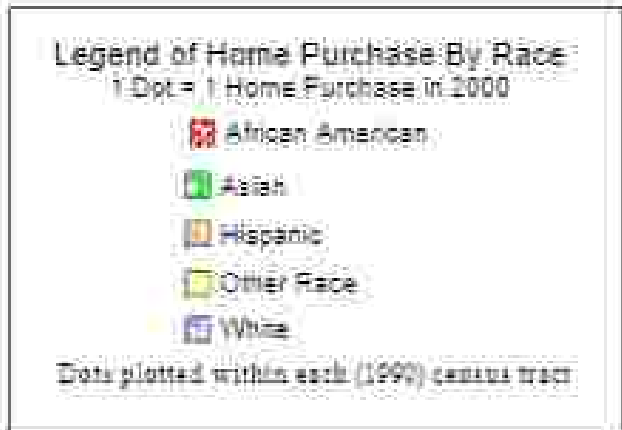 Legend of Home Purchase By Race
1 Dot = 1 Home Purchase in 2000
African American
Asian
Hispanic
Other Race
White
Dots plotted within each (1990) census tract